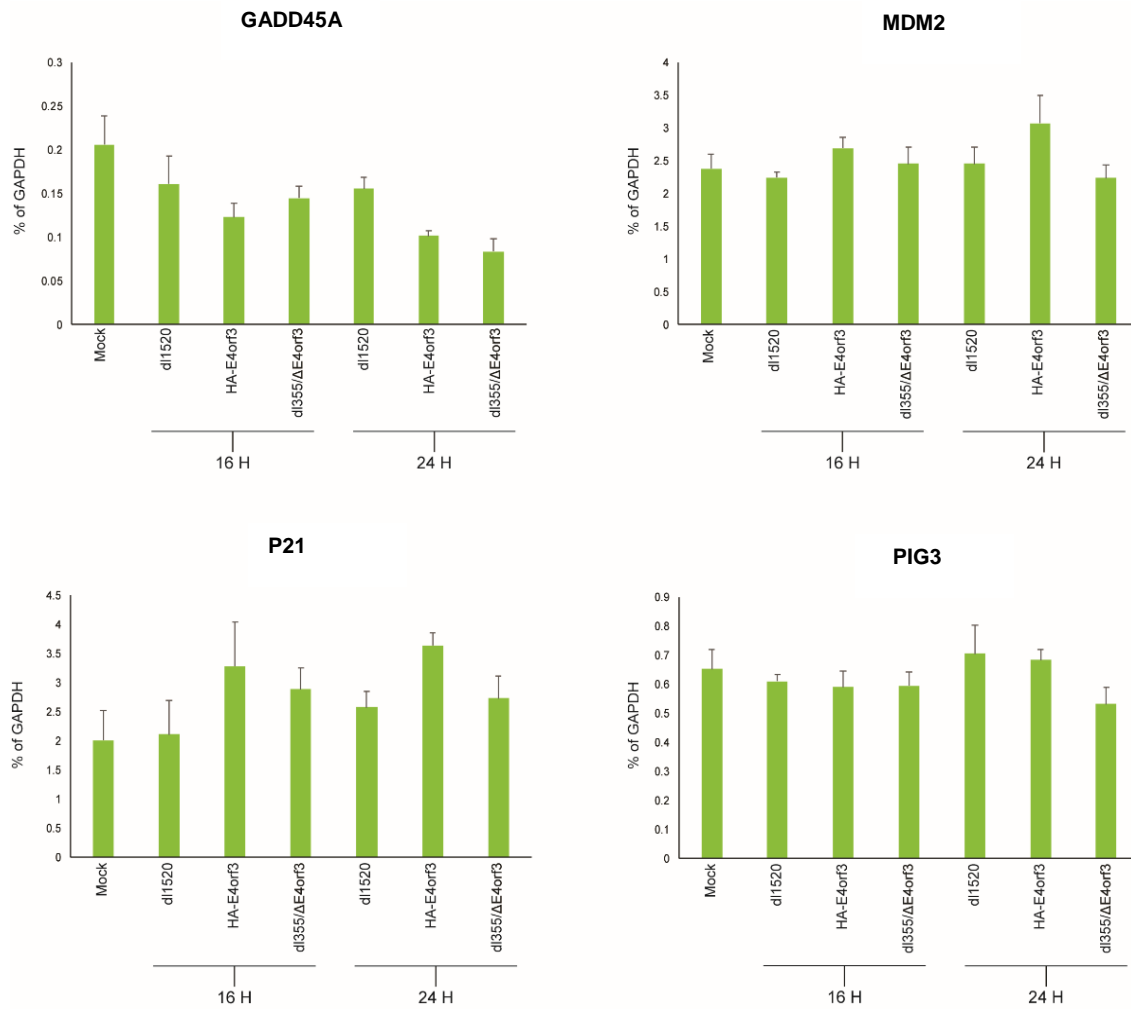 GADD45A
% of GAPDH
0.3
0.25
0.2
0.15
0.1
0.05
0
Mock
dl1520
HA-E4orf3
dl355/ΔE4orf3
dl1520
HA-E4orf3
dl355/ΔE4orf3
16 H
24 H
MDM2
% of GAPDH
4
3.5
3
2.5
2
1.5
1
0.5
0
Mock
dl1520
HA-E4orf3
dl355/ΔE4orf3
dl1520
HA-E4orf3
dl355/ΔE4orf3
16 H
24 H
P21
% of GAPDH
4.5
4
3.5
3
2.5
2
1.5
1
0.5
0
Mock
dl1520
HA-E4orf3
dl355/ΔE4orf3
dl1520
HA-E4orf3
dl355/ΔE4orf3
16 H
24 H
PIG3
% of GAPDH
0.9
0.8
0.7
0.6
0.5
0.4
0.3
0.2
0.1
0
Mock
dl1520
HA-E4orf3
dl355/ΔE4orf3
dl1520
HA-E4orf3
dl355/ΔE4orf3
16 H
24 H